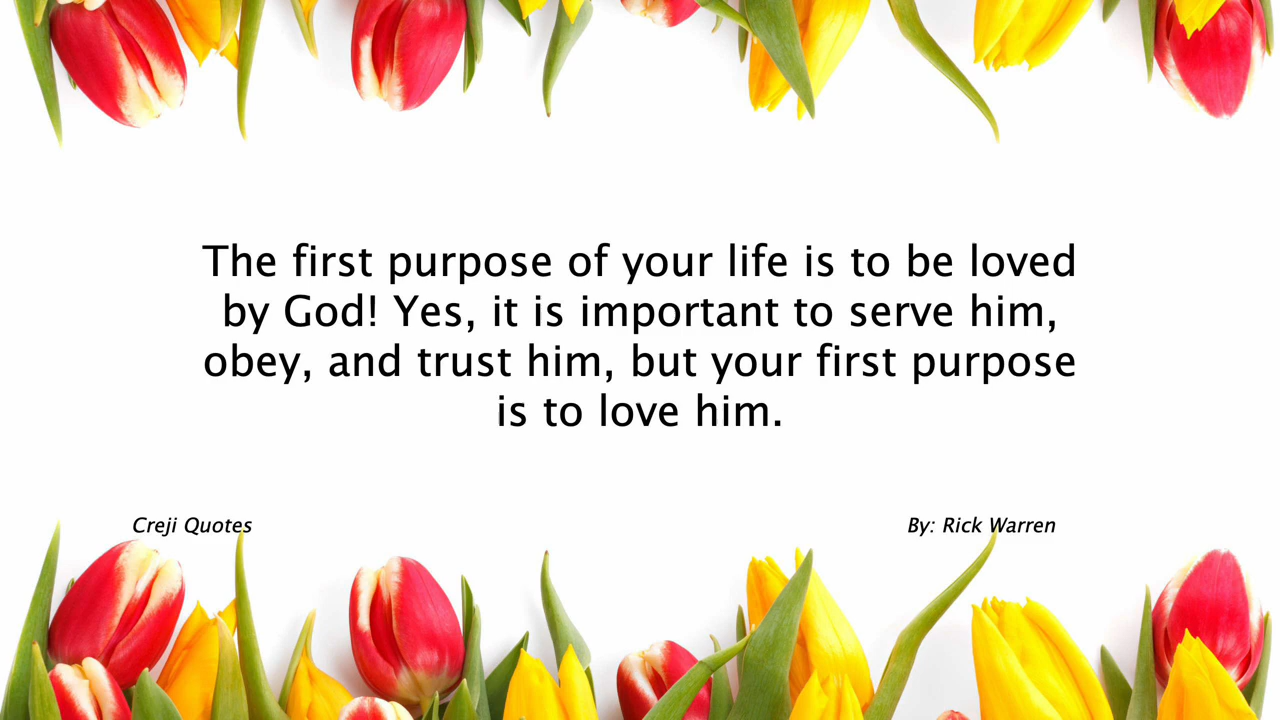 The first purpose of your life is to be loved
by God! Yes, it is important to serve him,
obey, and trust him, but your first purpose
is to love him.
Creji Quotes
By: Rick Warren